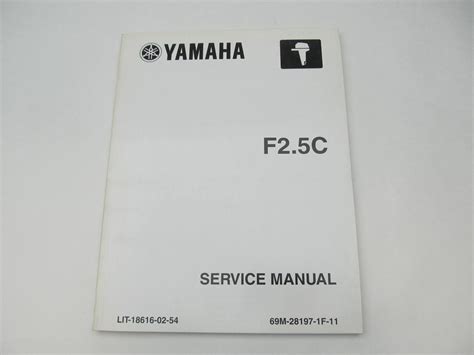 YAMAHA
F2.5C
SERVICE MANUAL
LIT-18616-02-54 69M-28197-1F-11